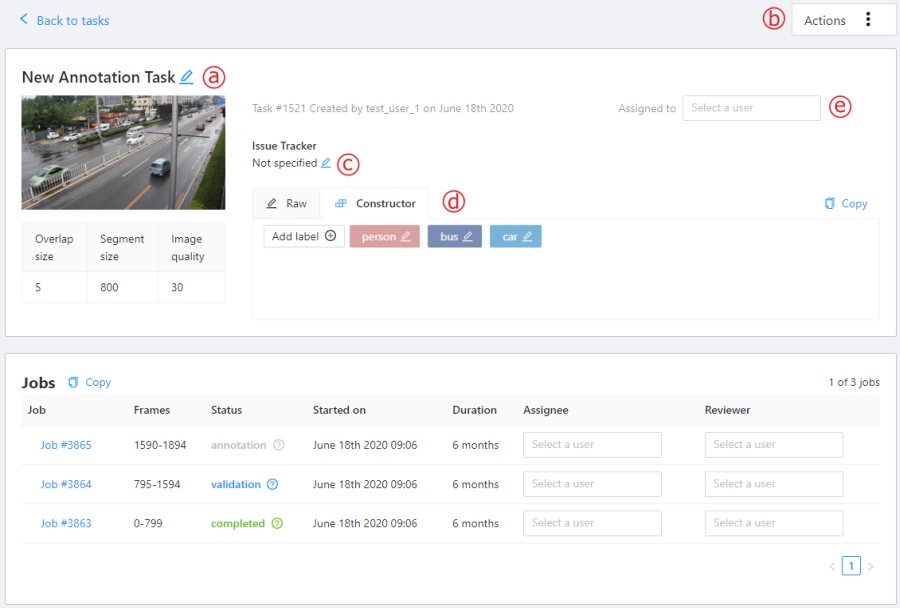 Back to tasks
ⓑ
Actions
New Annotation Task ⓐ
Task #1521 Created by test_user_1 on June 18th 2020
Assigned to
Select a user
ⓔ
Issue Tracker
Not specified ⓒ
Raw
Constructor
ⓓ
Copy
Add label
person
bus
car
Overlap size
Segment size
Image quality
5
800
30
Jobs
Copy
1 of 3 jobs
Job Frames Status Started on Duration Assignee Reviewer
Job #3865 1590-1894 annotation June 18th 2020 09:06 6 months Select a user Select a user
Job #3864 795-1594 validation June 18th 2020 09:06 6 months Select a user Select a user
Job #3863 0-799 completed June 18th 2020 09:06 6 months Select a user Select a user
< 1 >